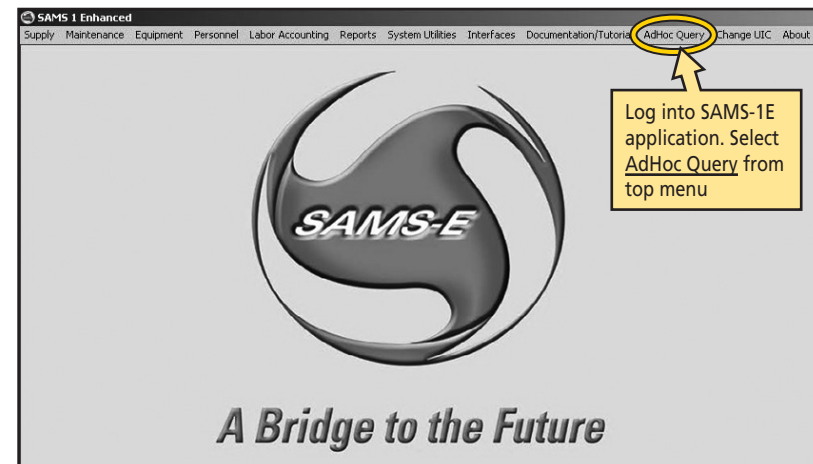 SAMS 1 Enhanced
Supply Maintenance Equipment Personnel Labor Accounting Reports System Utilities Interfaces Documentation/Tutoria AdHoc Query Change UIC About
Log into SAMS-1E
application. Select
AdHoc Query from
top menu
SAMS-E
A Bridge to the Future